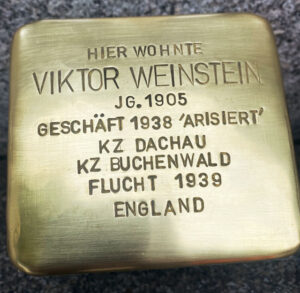 HIER WOHNTE
VIKTOR WEINSTEIN
JG. 1905
GESCHÄFT 1938 'ARISIERT'
KZ DACHAU
KZ BUCHENWALD
FLUCHT 1939
ENGLAND